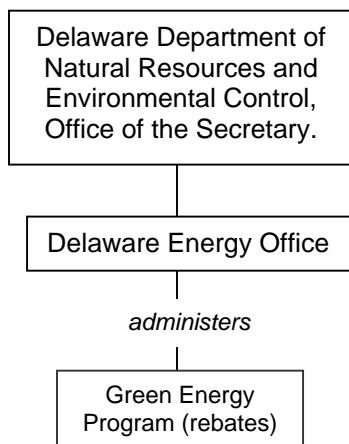 Delaware Department of
Natural Resources and
Environmental Control,
Office of the Secretary.
Delaware Energy Office
administers
Green Energy
Program (rebates)